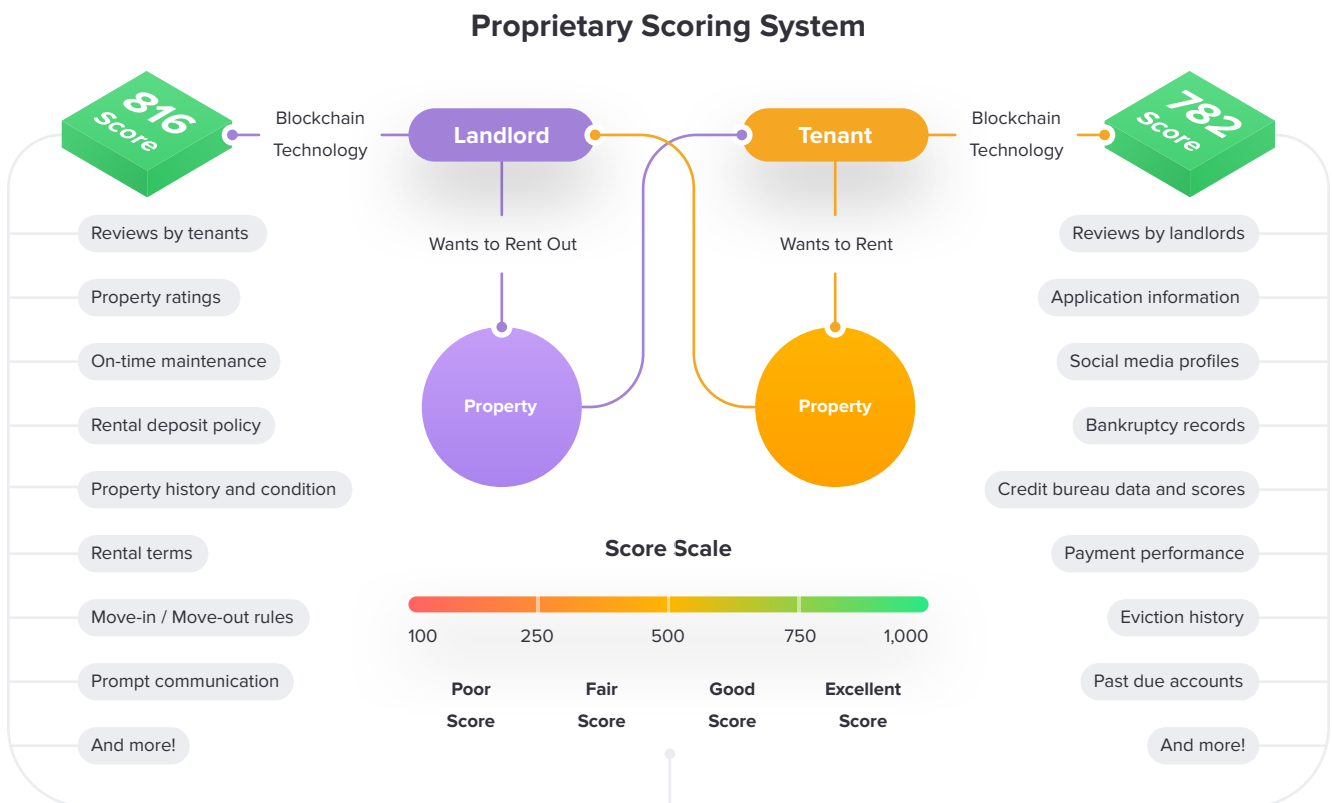 Proprietary Scoring System
816
Score
Blockchain
Technology
Landlord
Tenant
Blockchain
Technology
782
Score
Wants to Rent Out
Wants to Rent
Property
Property
Reviews by tenants
Property ratings
On-time maintenance
Rental deposit policy
Property history and condition
Rental terms
Move-in / Move-out rules
Prompt communication
And more!
Reviews by landlords
Application information
Social media profiles
Bankruptcy records
Credit bureau data and scores
Payment performance
Eviction history
Past due accounts
And more!
Score Scale
100 250 500 750 1,000
Poor
Score
Fair
Score
Good
Score
Excellent
Score